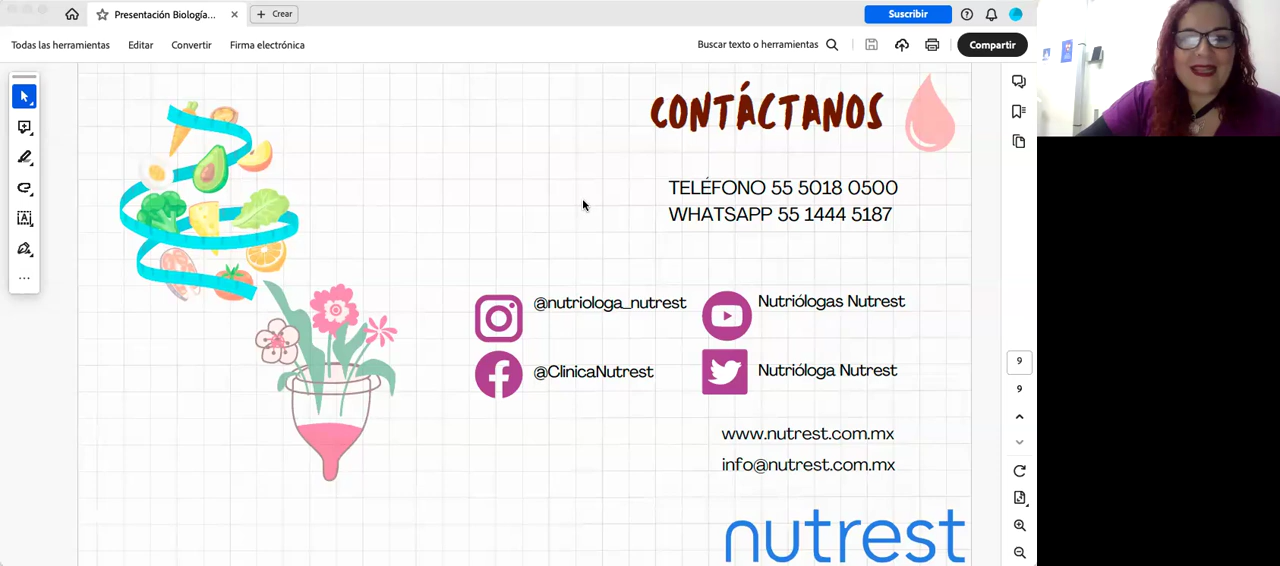 Presentación Biología...
Crear
Suscribir
Todas las herramientas
Editar
Convertir
Firma electrónica
Buscar texto o herramientas
Compartir
CONTÁCTANOS
TELÉFONO 55 5018 0500
WHATSAPP 55 1444 5187
@nutriologa_nutrest
Nutriólogas Nutrest
@ClinicaNutrest
Nutrióloga Nutrest
www.nutrest.com.mx
info@nutrest.com.mx
nutrest
9
9